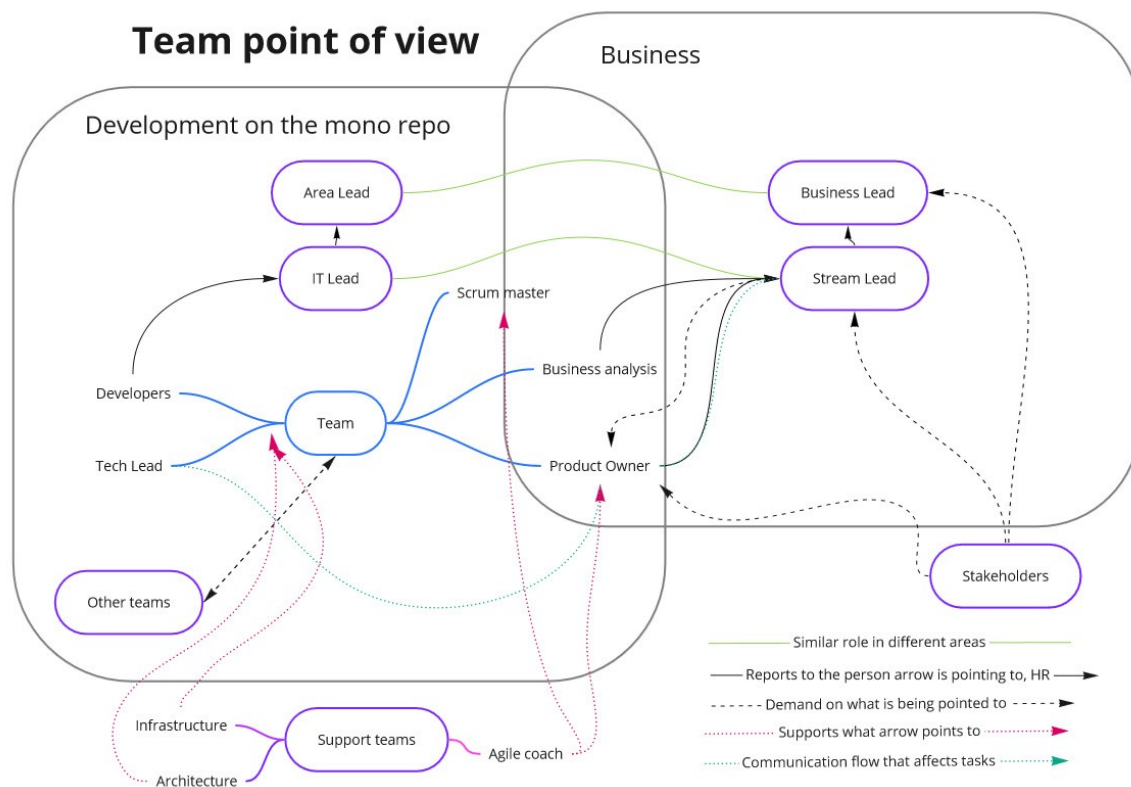 Team point of view
Business
Development on the mono repo
Area Lead
Business Lead
IT Lead
Stream Lead
Scrum master
Business analysis
Developers
Team
Tech Lead
Product Owner
Other teams
Stakeholders
Similar role in different areas
Reports to the person arrow is pointing to, HR
Demand on what is being pointed to
Supports what arrow points to
Communication flow that affects tasks
Infrastructure
Support teams
Agile coach
Architecture